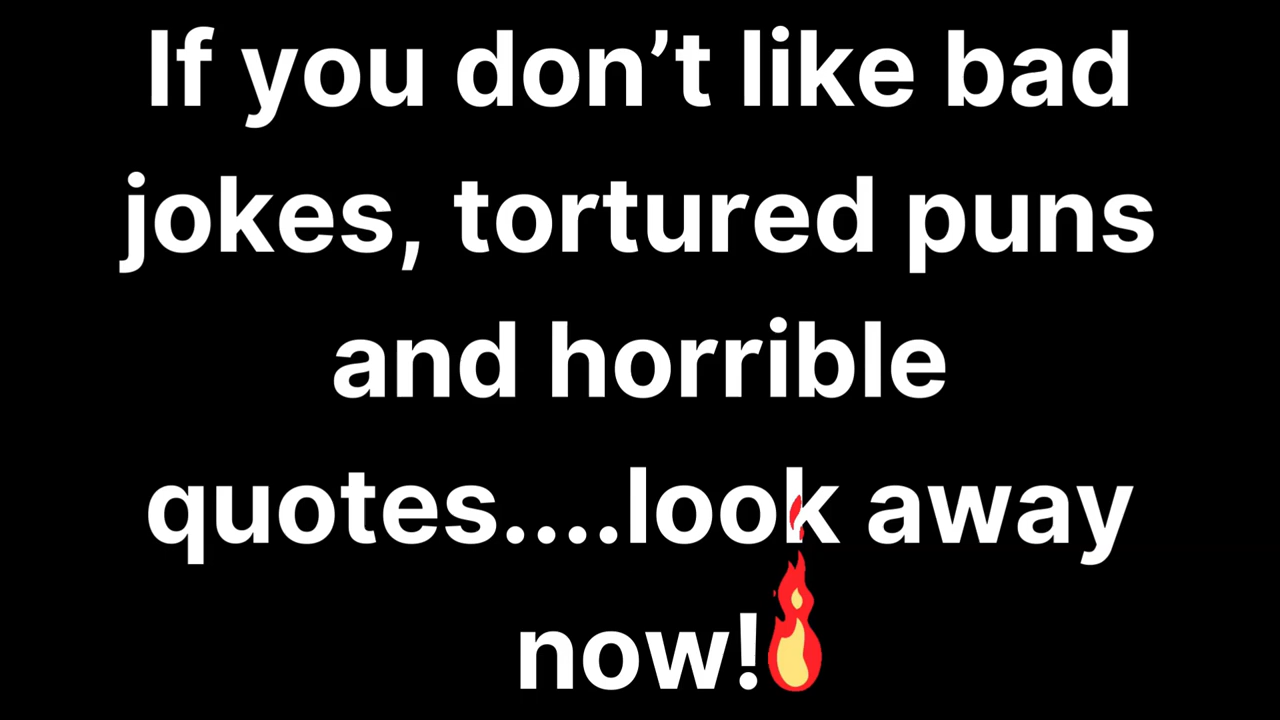 If you don’t like bad
jokes, tortured puns
and horrible
quotes....look away
now!